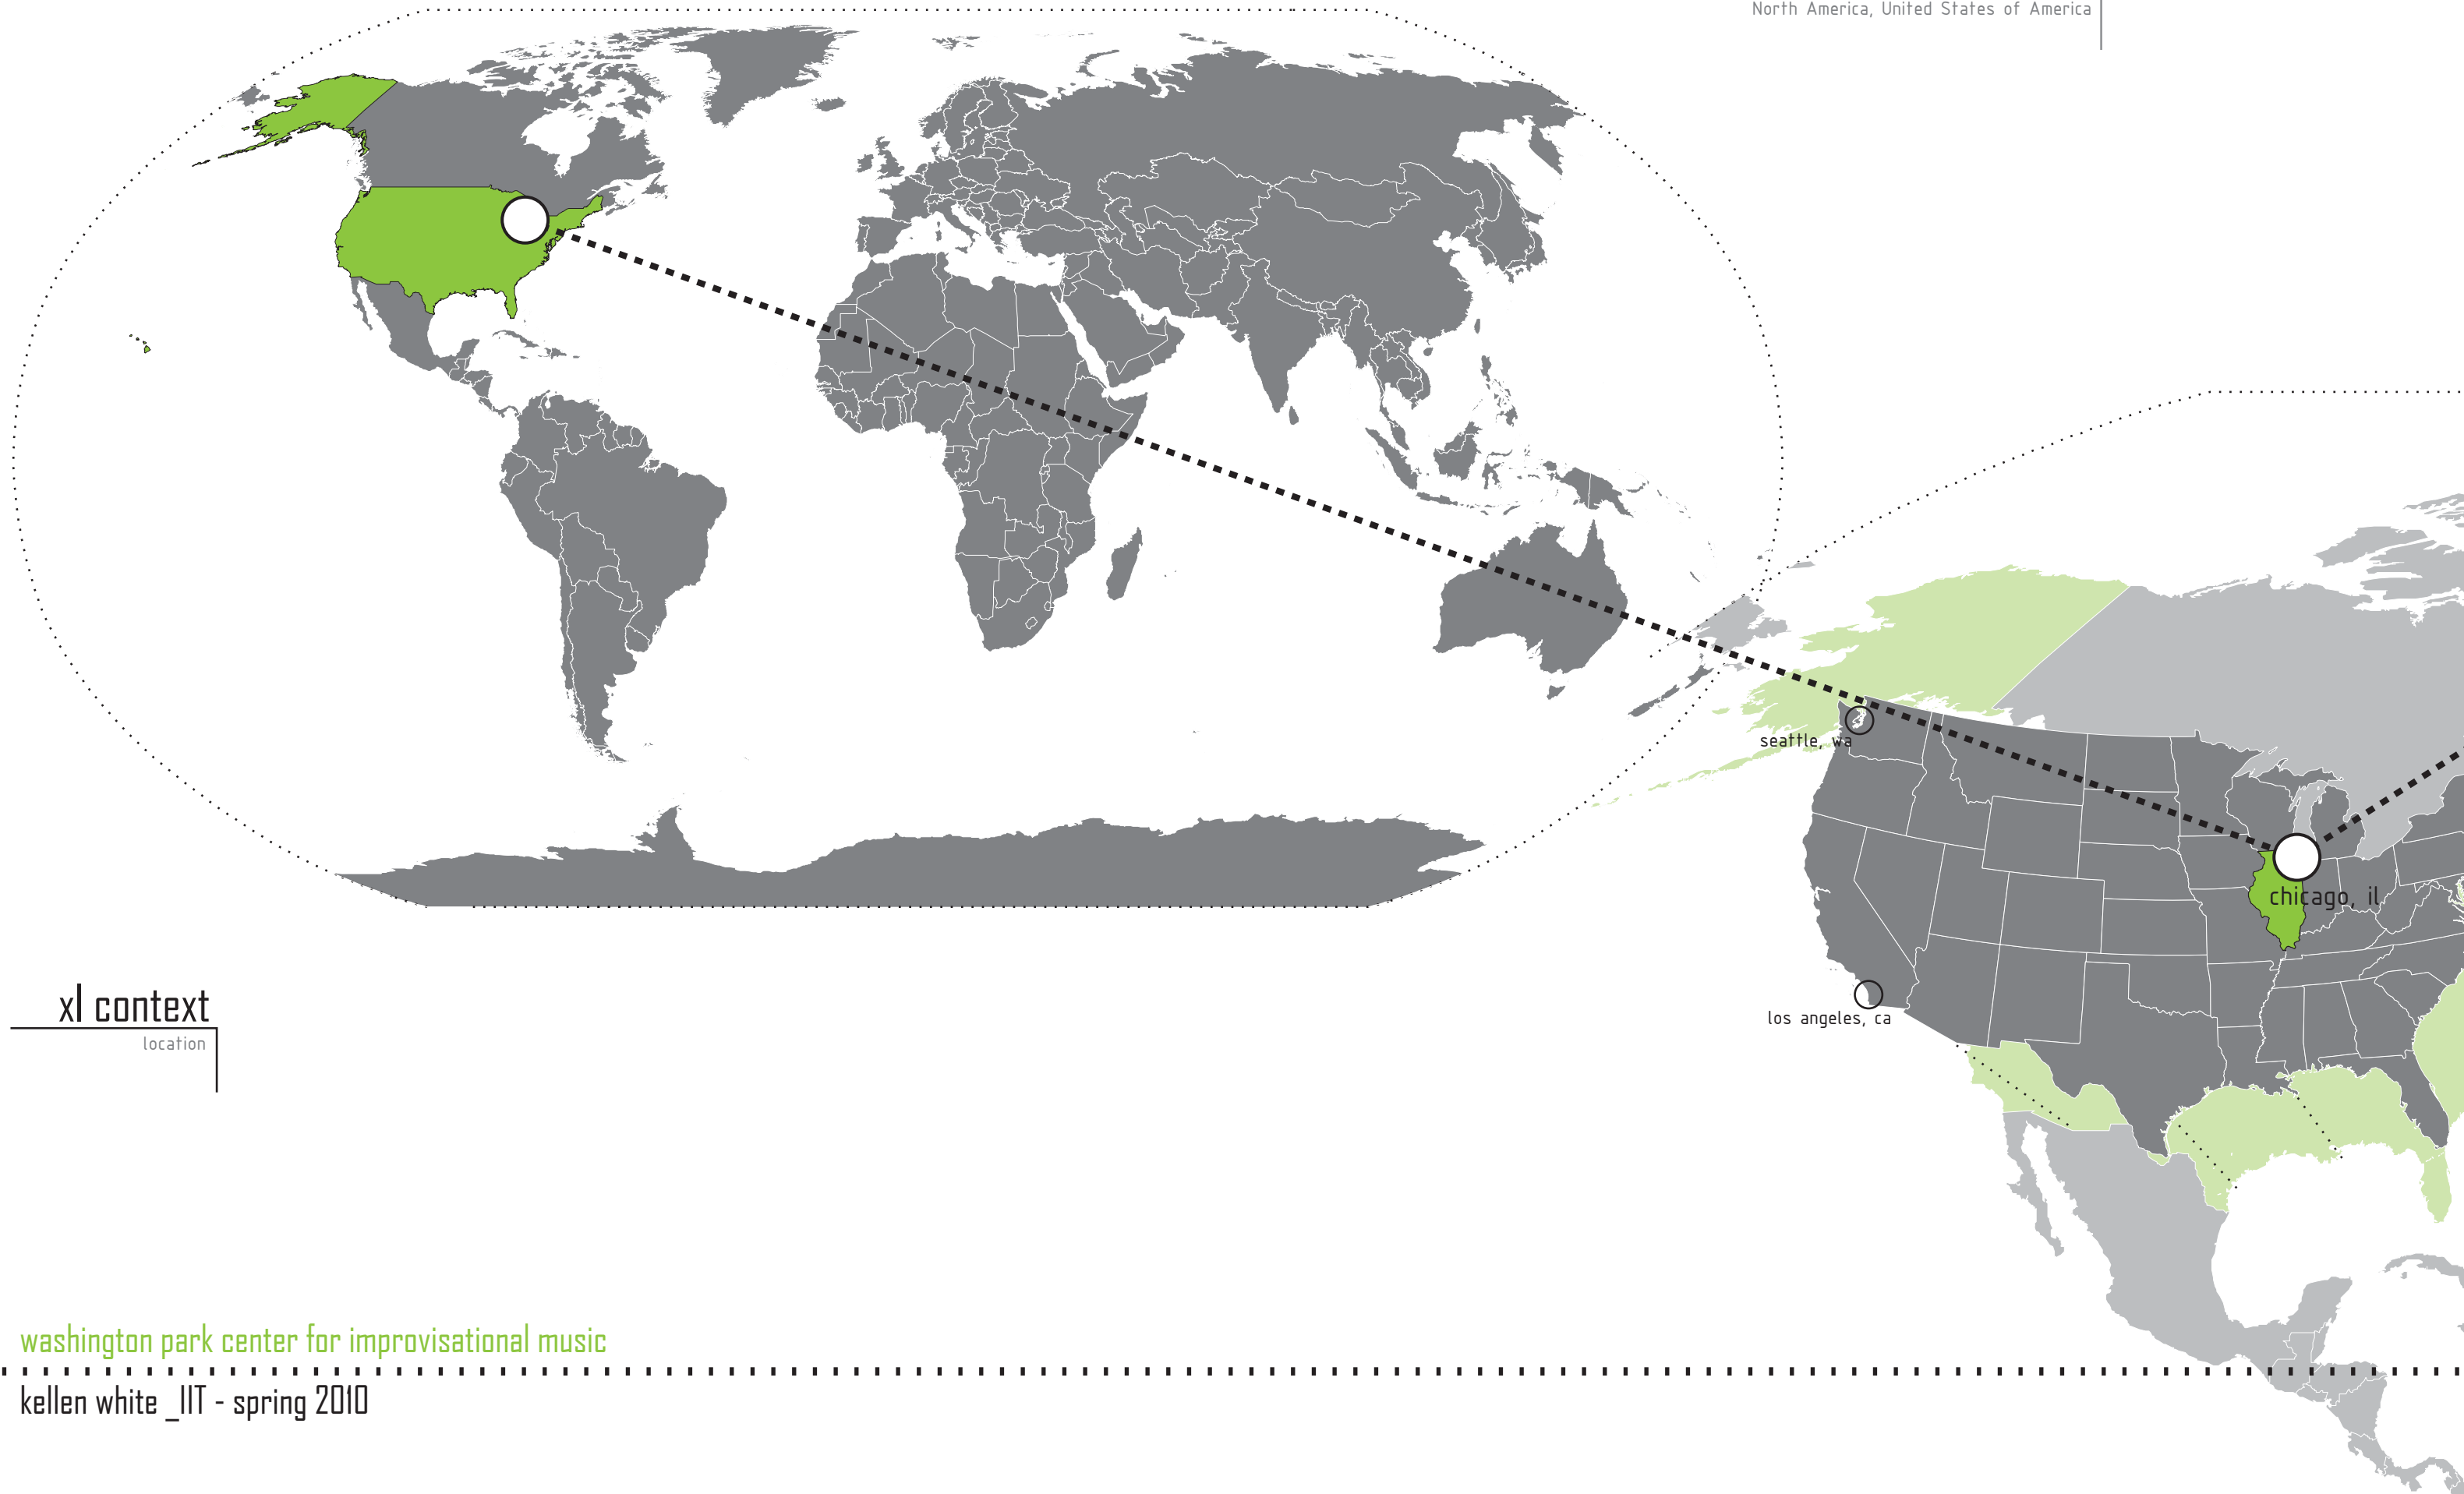 North America, United States of America
seattle, wa
chicago, il
los angeles, ca
xl context
location
washington park center for improvisational music
kellen white _IIT - spring 2010